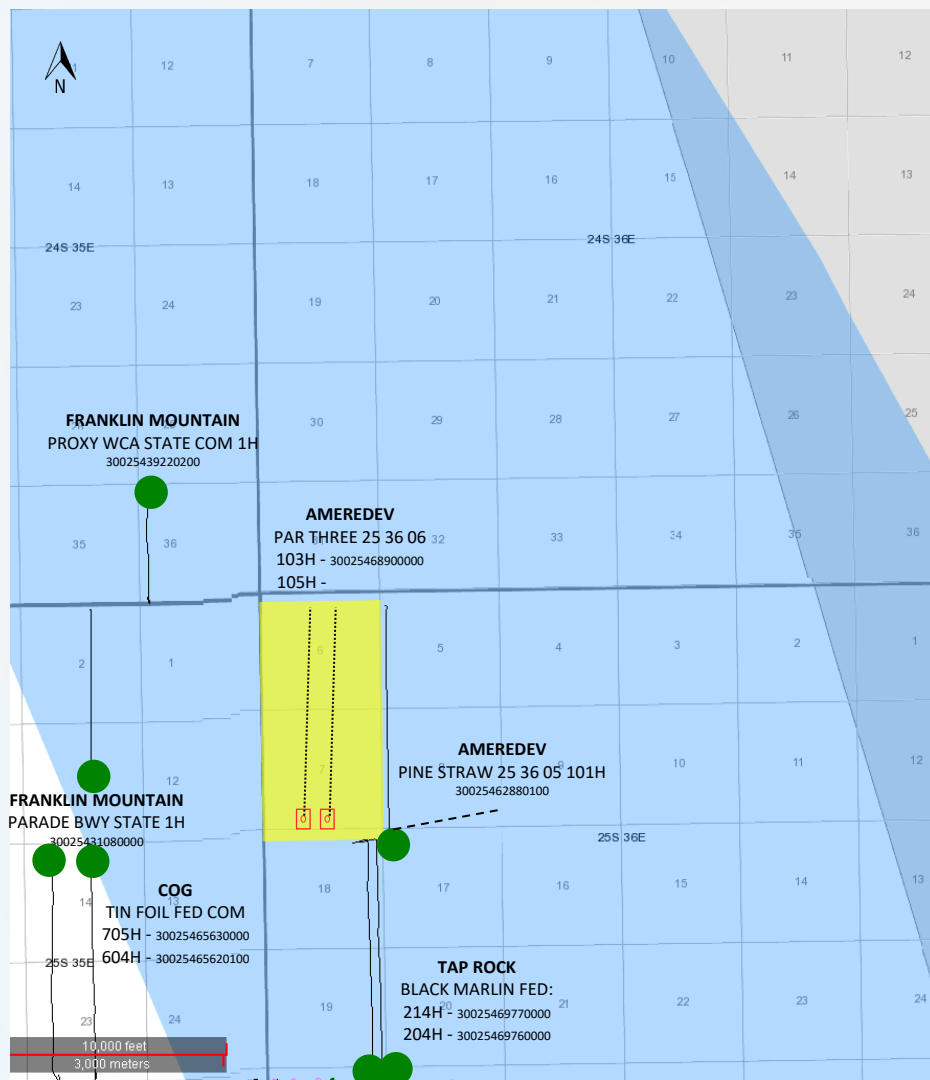 12
7
8
9
10
11
12
N
14
13
18
17
16
15
14
13
24S 35E
24S 36E
23
24
19
20
21
22
23
24
30
29
28
27
26
25
FRANKLIN MOUNTAIN
PROXY WCA STATE COM 1H
30025439220200
35
36
32
33
34
35
36
AMEREDEV
PAR THREE 25 36 06
103H - 30025468900000
105H -
2
1
6
5
4
3
2
1
12
7
9
10
11
12
AMEREDEV
PINE STRAW 25 36 05 101H
30025462880100
FRANKLIN MOUNTAIN
PARADE BWY STATE 1H
30025431080000
25S 36E
14
13
18
17
16
15
14
13
COG
TIN FOIL FED COM
705H - 30025465630000
604H - 30025465620100
25S 35E
TAP ROCK
BLACK MARLIN FED:
214H - 30025469770000
204H - 30025469760000
23
24
19
20
21
22
23
24
10,000 feet
3,000 meters